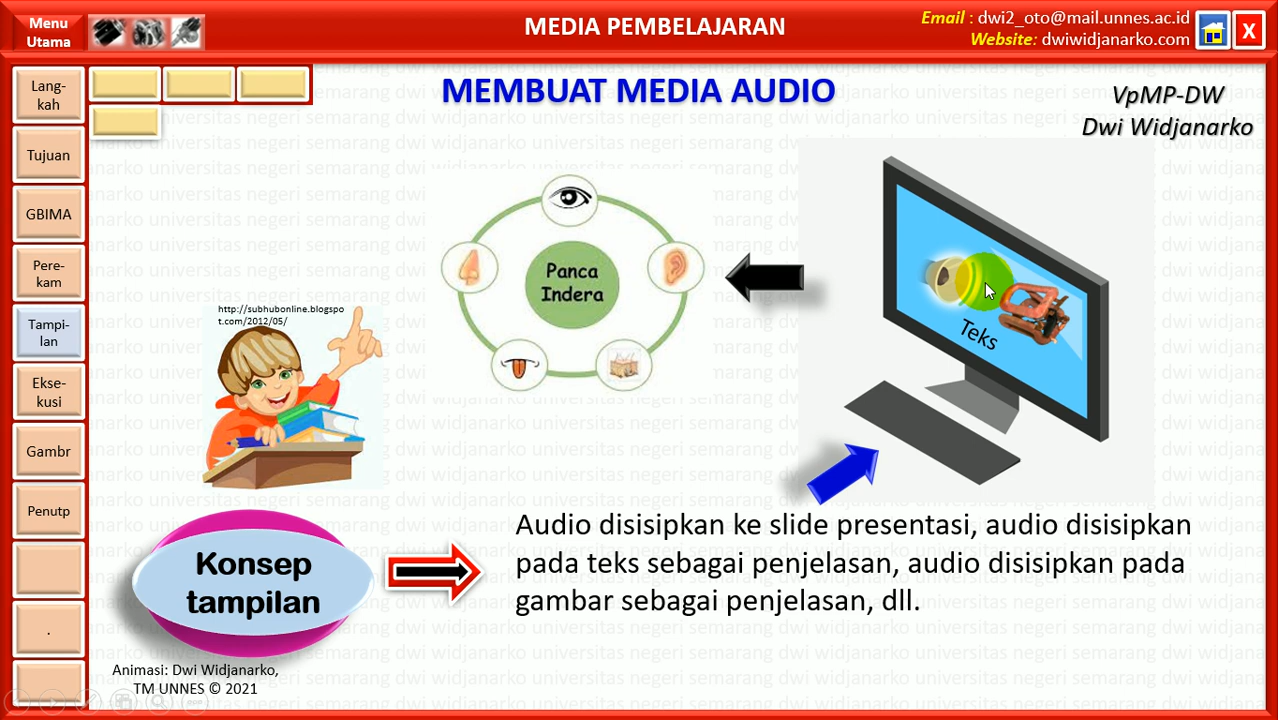 Menu
Utama
MEDIA PEMBELAJARAN
Email : dwi2_oto@mail.unnes.ac.id
Website: dwiwidjanarko.com
X
Lang-
kah
Tujuan
GBIMA
Pere-
kam
Tampi-
lan
Ekse-
kusi
Gambr
Penutp
.
MEMBUAT MEDIA AUDIO
VpMP-DW
Dwi Widjanarko
Panca
Indera
Teks
http://subhubonline.blogspo
t.com/2012/05/
Konsep
tampilan
Audio disisipkan ke slide presentasi, audio disisipkan
pada teks sebagai penjelasan, audio disisipkan pada
gambar sebagai penjelasan, dll.
Animasi: Dwi Widjanarko,
TM UNNES © 2021